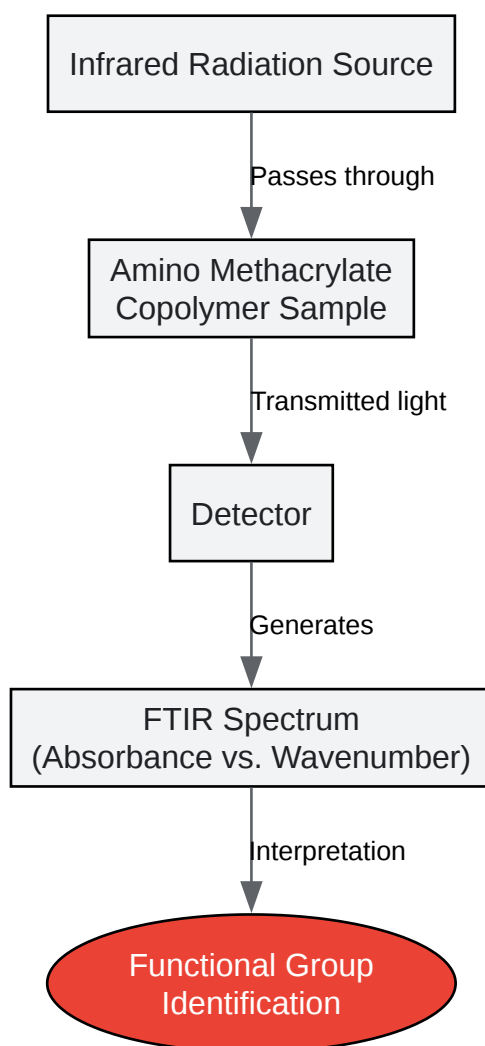 Infrared Radiation Source
Passes through
Amino Methacrylate
Copolymer Sample
Transmitted light
Detector
Generates
FTIR Spectrum
(Absorbance vs. Wavenumber)
Interpretation
Functional Group
Identification